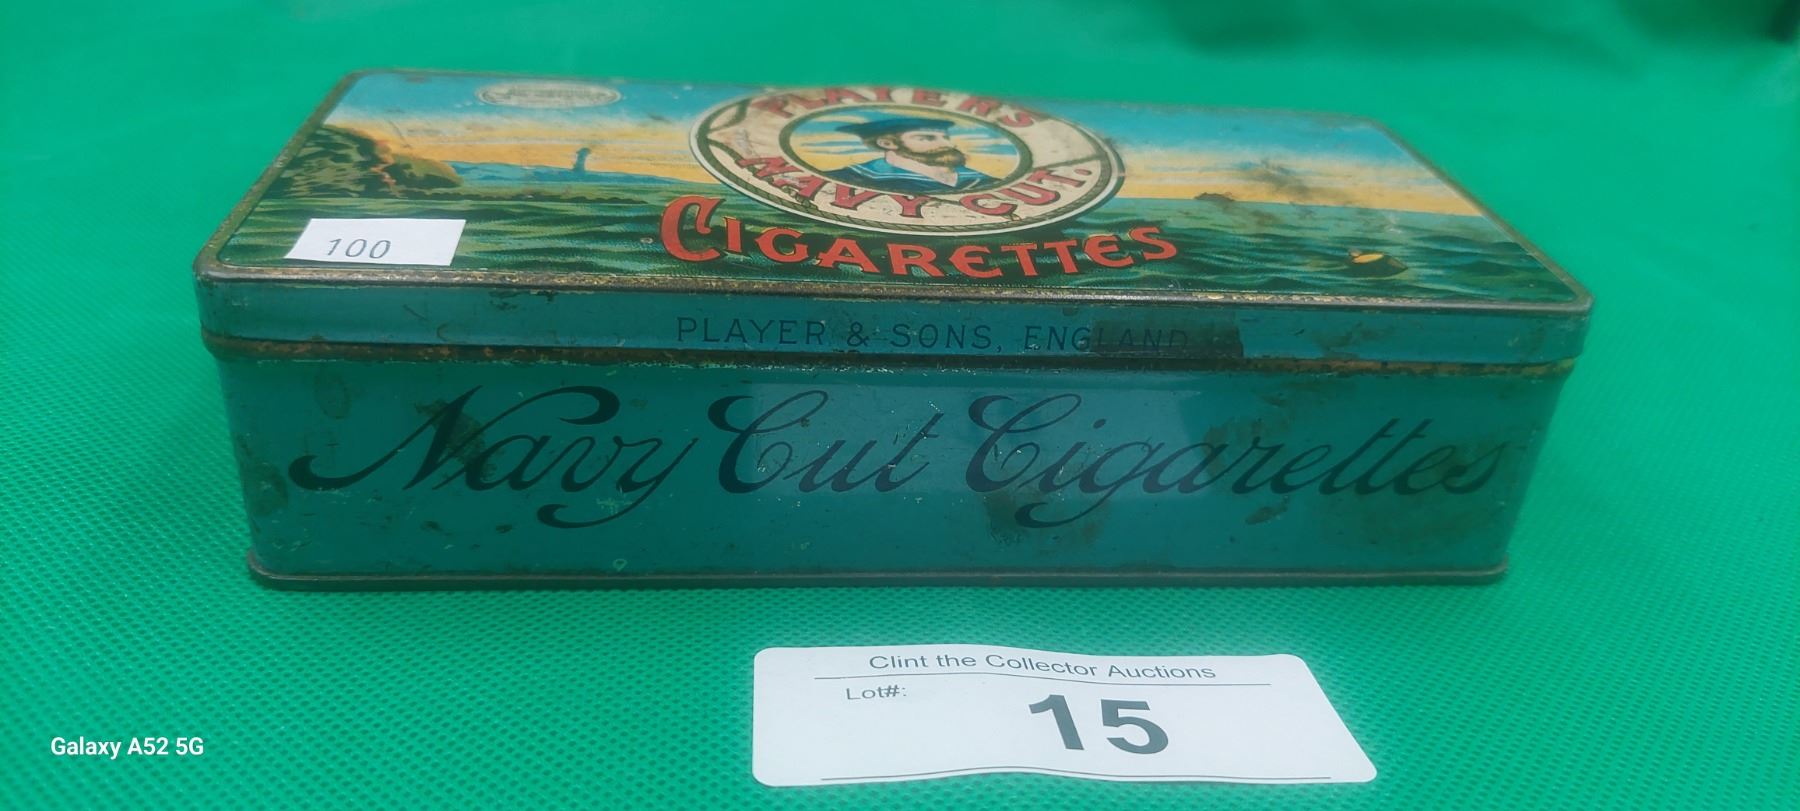 PLAYER'S
NAVY CUT.
CIGARETTES
100
PLAYER & SONS, ENGLAND
Navy Cut Cigarettes
Clint the Collector Auctions
Lot#:
15
Galaxy A52 5G